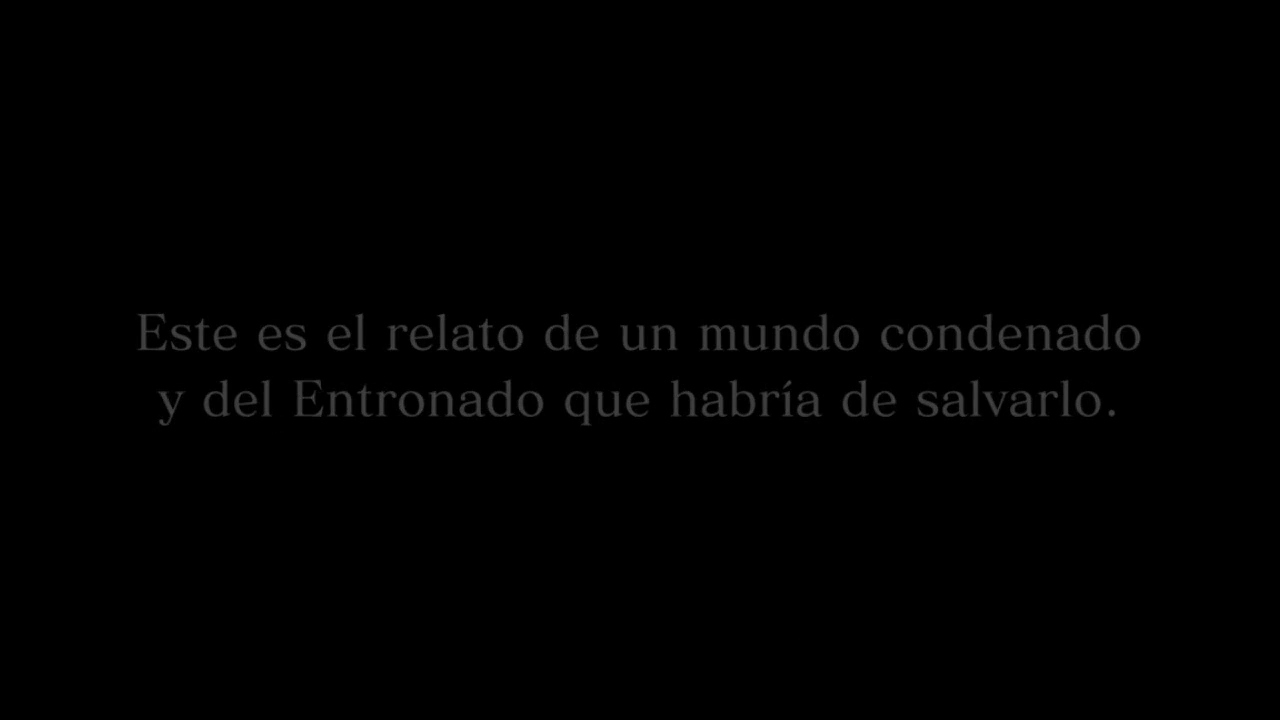 Este es el relato de un mundo condenado
y del Entronado que habría de salvarlo.